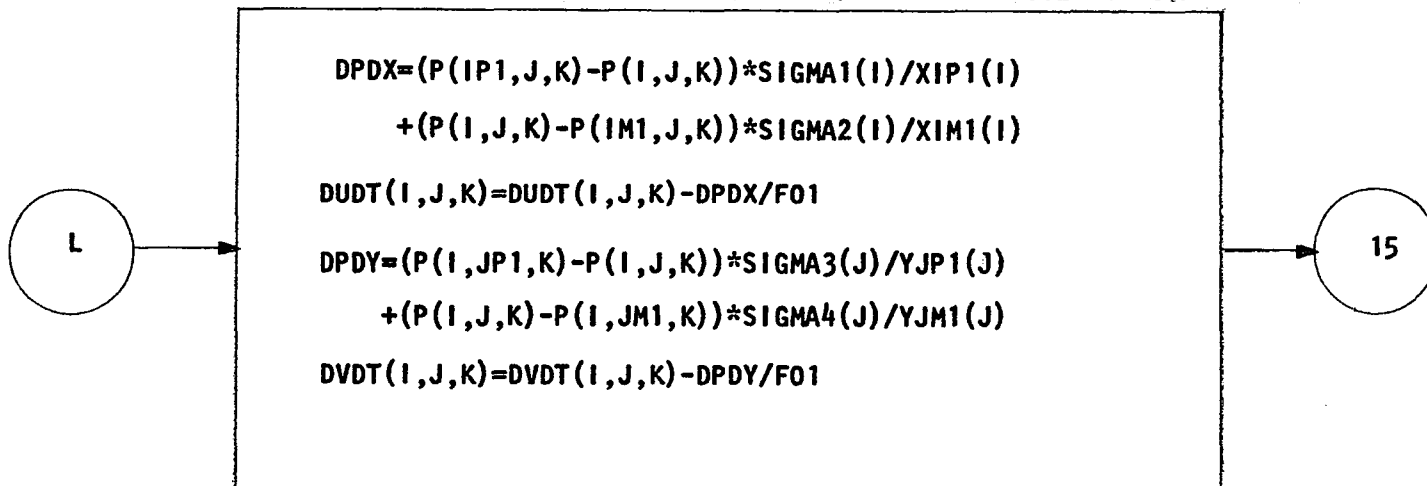 DPDX=(P(IP1,J,K)-P(I,J,K))*SIGMA1(I)/XIP1(I)
+(P(I,J,K)-P(IM1,J,K))*SIGMA2(I)/XIM1(I)
DUDT(I,J,K)=DUDT(I,J,K)-DPDX/F01
L
15
DPDY=(P(I,JP1,K)-P(I,J,K))*SIGMA3(J)/YJP1(J)
+(P(I,J,K)-P(I,JM1,K))*SIGMA4(J)/YJM1(J)
DVDT(I,J,K)=DVDT(I,J,K)-DPDY/F01